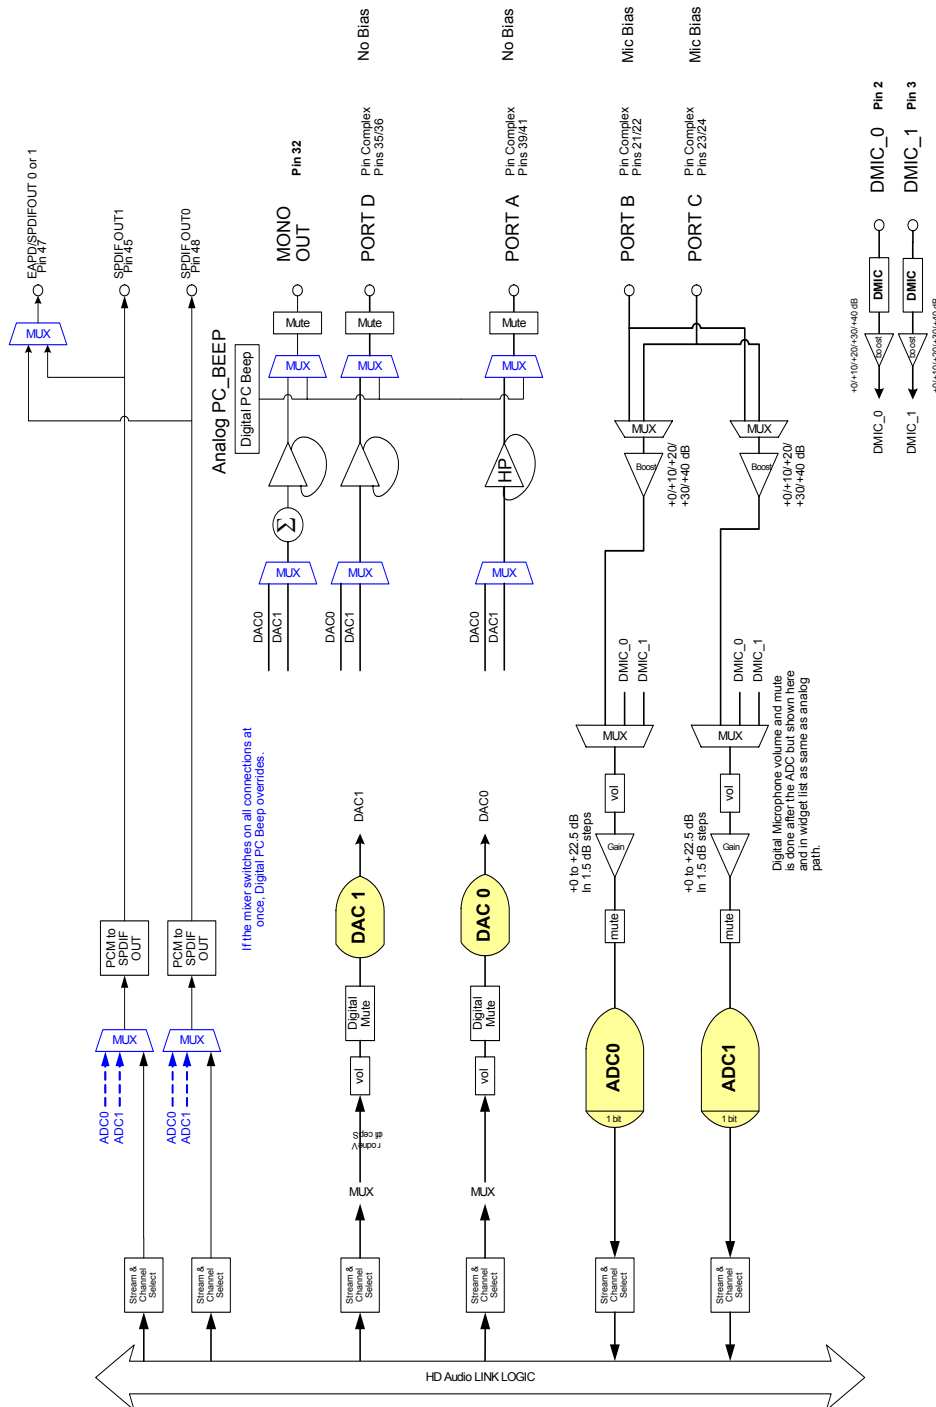 No Bias
No Bias
Mic Bias
Mic Bias
Pin 32
Pin Complex
Pins 35/36
Pin Complex
Pins 39/41
Pin Complex
Pins 21/22
Pin Complex
Pins 23/24
Pin 2
Pin 3
EAPD/SPDIFOUT 0 or 1
Pin 47
SPDIF OUT1
Pin 45
SPDIF OUT0
Pin 48
MONO
OUT
PORT D
PORT A
PORT B
PORT C
DMIC_0
DMIC_1
MUX
Mute
Mute
Mute
DMIC
DMIC
Analog PC_BEEP
Digital PC Beep
MUX
MUX
MUX
boost
boost
+0/+10/+20/+30/+40 dB
+0/+10/+20/+30/+40 dB
DMIC_0
DMIC_1
MUX
MUX
HP
Boost
Boost
+0/+10/+20/
+30/+40 dB
+0/+10/+20/
+30/+40 dB
Σ
MUX
MUX
MUX
DAC0
DAC1
DAC0
DAC1
DAC0
DAC1
DMIC_0
DMIC_1
DMIC_0
DMIC_1
MUX
MUX
If the mixer switches on all connections at
once, Digital PC Beep overrides.
DAC1
DAC0
vol
vol
+0 to +22.5 dB
In 1.5 dB steps
+0 to +22.5 dB
In 1.5 dB steps
Gain
Gain
Digital Microphone volume and mute
is done after the ADC but shown here
and in widget list as same as analog
path.
DAC 1
DAC 0
mute
mute
PCM to
SPDIF
OUT
PCM to
SPDIF
OUT
Digital
Mute
Digital
Mute
MUX
MUX
ADC0
ADC1
ADC0
ADC1
vol
vol
ADC0
1 bit
ADC1
1 bit
MUX
MUX
Stream &
Channel
Select
Stream &
Channel
Select
Stream &
Channel
Select
Stream &
Channel
Select
Stream &
Channel
Select
Stream &
Channel
Select
HD Audio LINK LOGIC